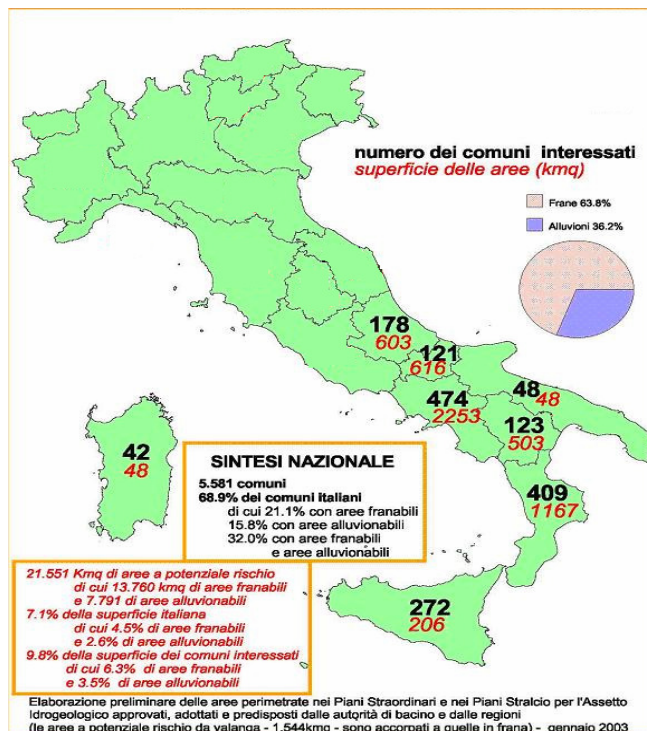 numero dei comuni interessati
superficie delle aree (kmq)
Frane 63.8%
Alluvioni 36.2%
178
603
121
616
474
2253
48
48
123
503
42
48
409
1167
272
206
SINTESI NAZIONALE
5.581 comuni
68.9% dei comuni italiani
di cui 21.1% con aree franabili
15.8% con aree alluvionabili
32.0% con aree franabili
e aree alluvionabili
21.551 Kmq di aree a potenziale rischio
di cui 13.760 kmq di aree franabili
e 7.791 di aree alluvionabili
7.1% della superficie italiana
di cui 4.5% di aree franabili
e 2.6% di aree alluvionabili
9.8% della superficie dei comuni interessati
di cui 6.3% di aree franabili
e 3.5% di aree alluvionabili
Elaborazione preliminare delle aree perimetrate nei Piani Straordinari e nei Piani Stralcio per l'Assetto
Idrogeologico approvati, adottati e predisposti dalle autorità di bacino e dalle regioni
(le aree a potenziale rischio da valanga - 1.544kmq - sono accorpati a quelle in frana) - gennaio 2003